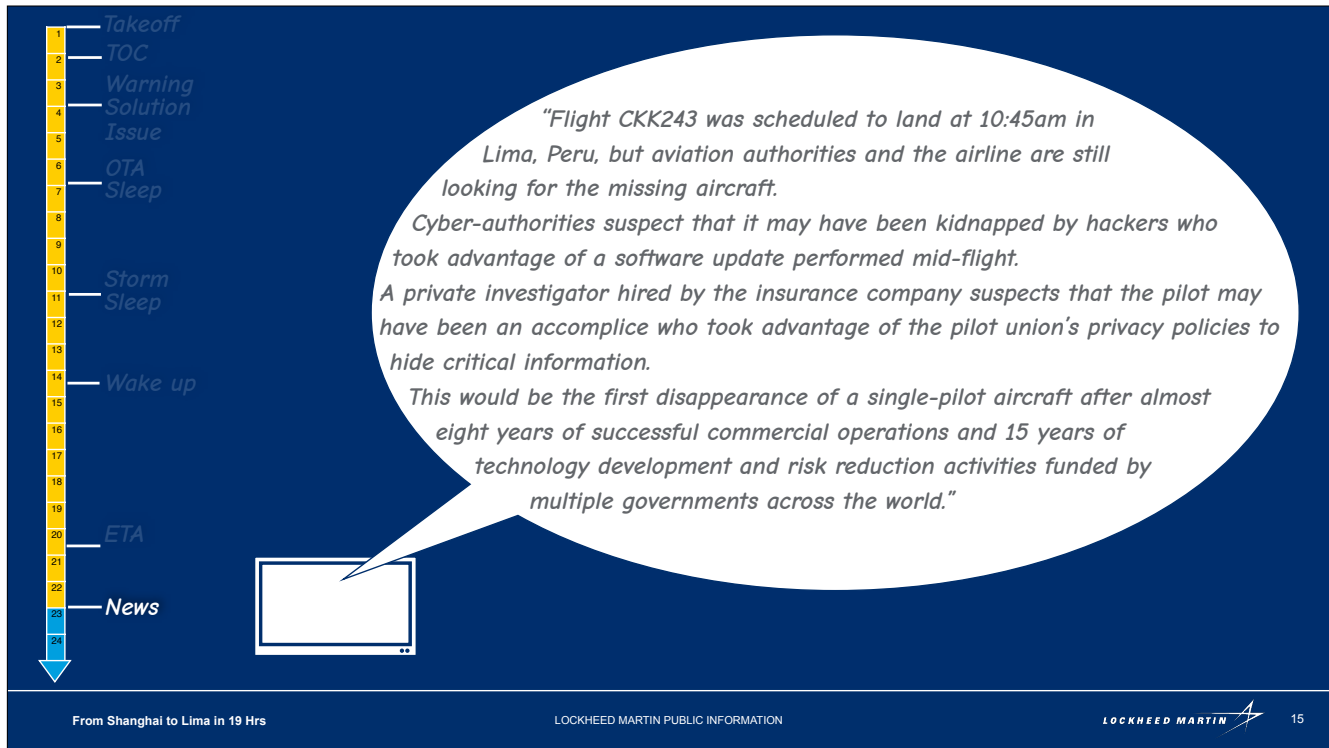 Takeoff
TOC
Warning
Solution
Issue
OTA
Sleep
Storm
Sleep
Wake up
ETA
News
1
2
3
4
5
6
7
8
9
10
11
12
13
14
15
16
17
18
19
20
21
22
23
24
“Flight CKK243 was scheduled to land at 10:45am in
Lima, Peru, but aviation authorities and the airline are still
looking for the missing aircraft.
Cyber-authorities suspect that it may have been kidnapped by hackers who
took advantage of a software update performed mid-flight.
A private investigator hired by the insurance company suspects that the pilot may
have been an accomplice who took advantage of the pilot union’s privacy policies to
hide critical information.
This would be the first disappearance of a single-pilot aircraft after almost
eight years of successful commercial operations and 15 years of
technology development and risk reduction activities funded by
multiple governments across the world.”
From Shanghai to Lima in 19 Hrs
LOCKHEED MARTIN PUBLIC INFORMATION
LOCKHEED MARTIN
15